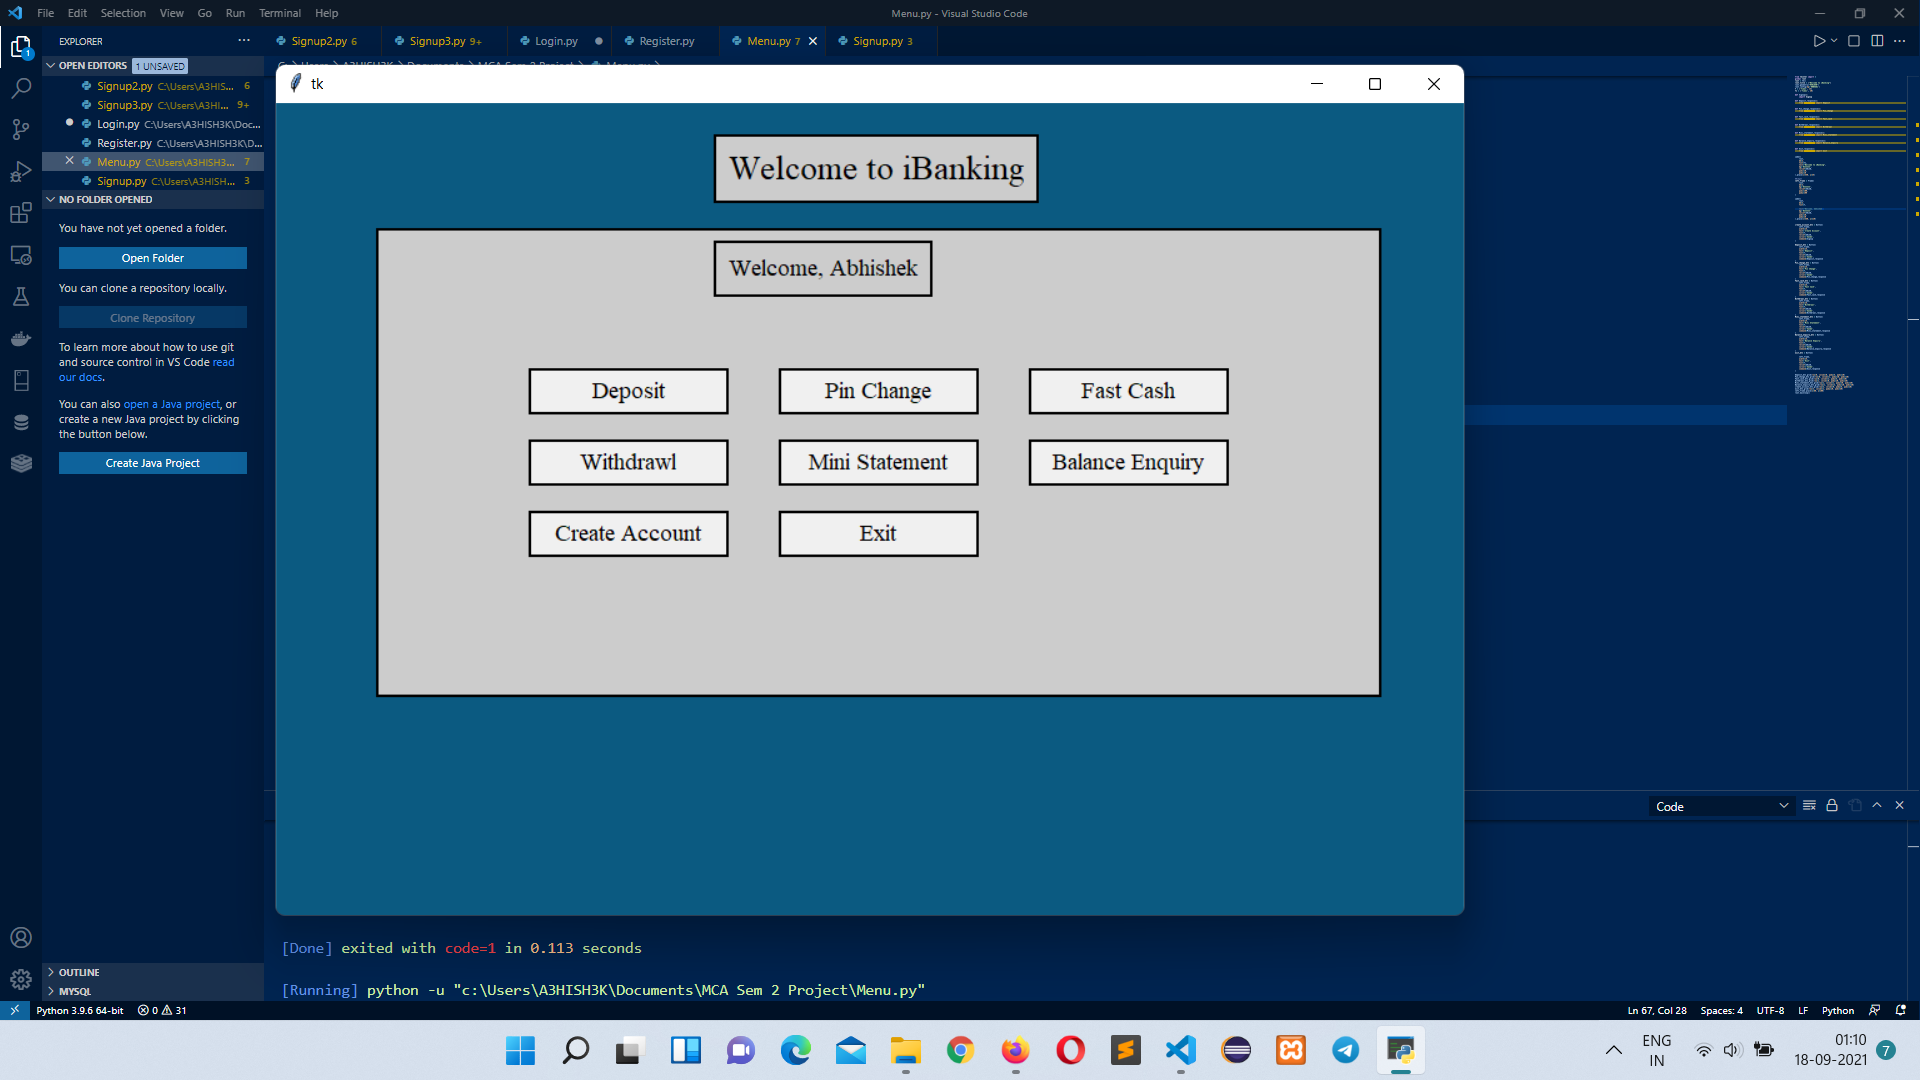 File Edit Selection View Go Run Terminal Help
Menu.py - Visual Studio Code
EXPLORER
Signup2.py 6
Signup3.py 9+
Login.py
Register.py
Menu.py 7
Signup.py 3
OPEN EDITORS 1 UNSAVED
Signup2.py C:\Users\A3HIS... 6
Signup3.py C:\Users\A3HI... 9+
Login.py C:\Users\A3HISH3K\Doc...
Register.py C:\Users\A3HISH3K\D...
Menu.py C:\Users\A3HISH3... 7
Signup.py C:\Users\A3HISH... 3
NO FOLDER OPENED
You have not yet opened a folder.
Open Folder
You can clone a repository locally.
Clone Repository
To learn more about how to use git
and source control in VS Code read
our docs.
You can also open a Java project, or
create a new Java project by clicking
the button below.
Create Java Project
OUTLINE
MYSQL
tk
Welcome to iBanking
Welcome, Abhishek
Deposit
Pin Change
Fast Cash
Withdrawl
Mini Statement
Balance Enquiry
Create Account
Exit
Code
[Done] exited with code=1 in 0.113 seconds
[Running] python -u "c:\Users\A3HISH3K\Documents\MCA Sem 2 Project\Menu.py"
Python 3.9.6 64-bit 0 31
Ln 67, Col 28 Spaces: 4 UTF-8 LF Python
ENG
IN
01:10
18-09-2021
7
1